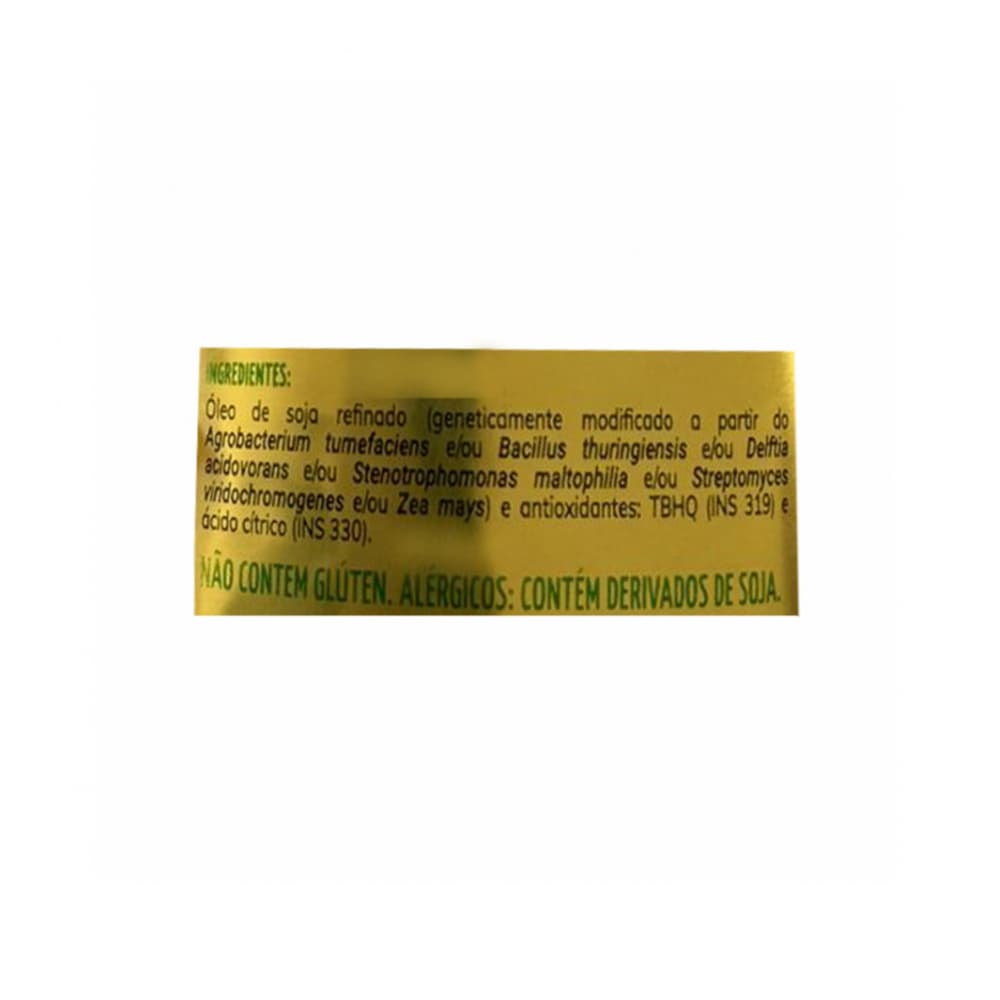 INGREDIENTES:
Óleo de soja refinado (geneticamente modificado a partir do
Agrobacterium tumefaciens e/ou Bacillus thuringiensis e/ou Delftia
acidovorans e/ou Stenotrophomonas maltophilia e/ou Streptomyces
viridochromogenes e/ou Zea mays) e antioxidantes: TBHQ (INS 319) e
ácido cítrico (INS 330).
NÃO CONTEM GLÚTEN. ALÉRGICOS: CONTÉM DERIVADOS DE SOJA.